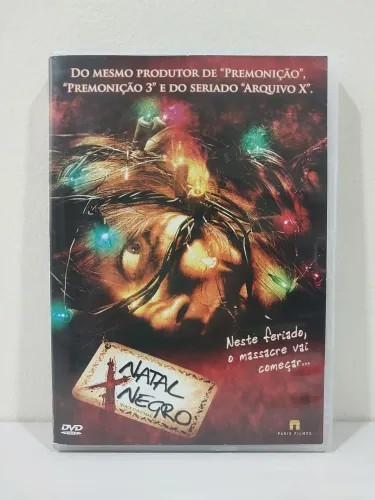 DO MESMO PRODUTOR DE "PREMONIÇÃO",
"PREMONIÇÃO 3" E DO SERIADO "ARQUIVO X".
Neste feriado,
o massacre vai
começar...
NATAL
NEGRO
DVD
PARIS FILMES